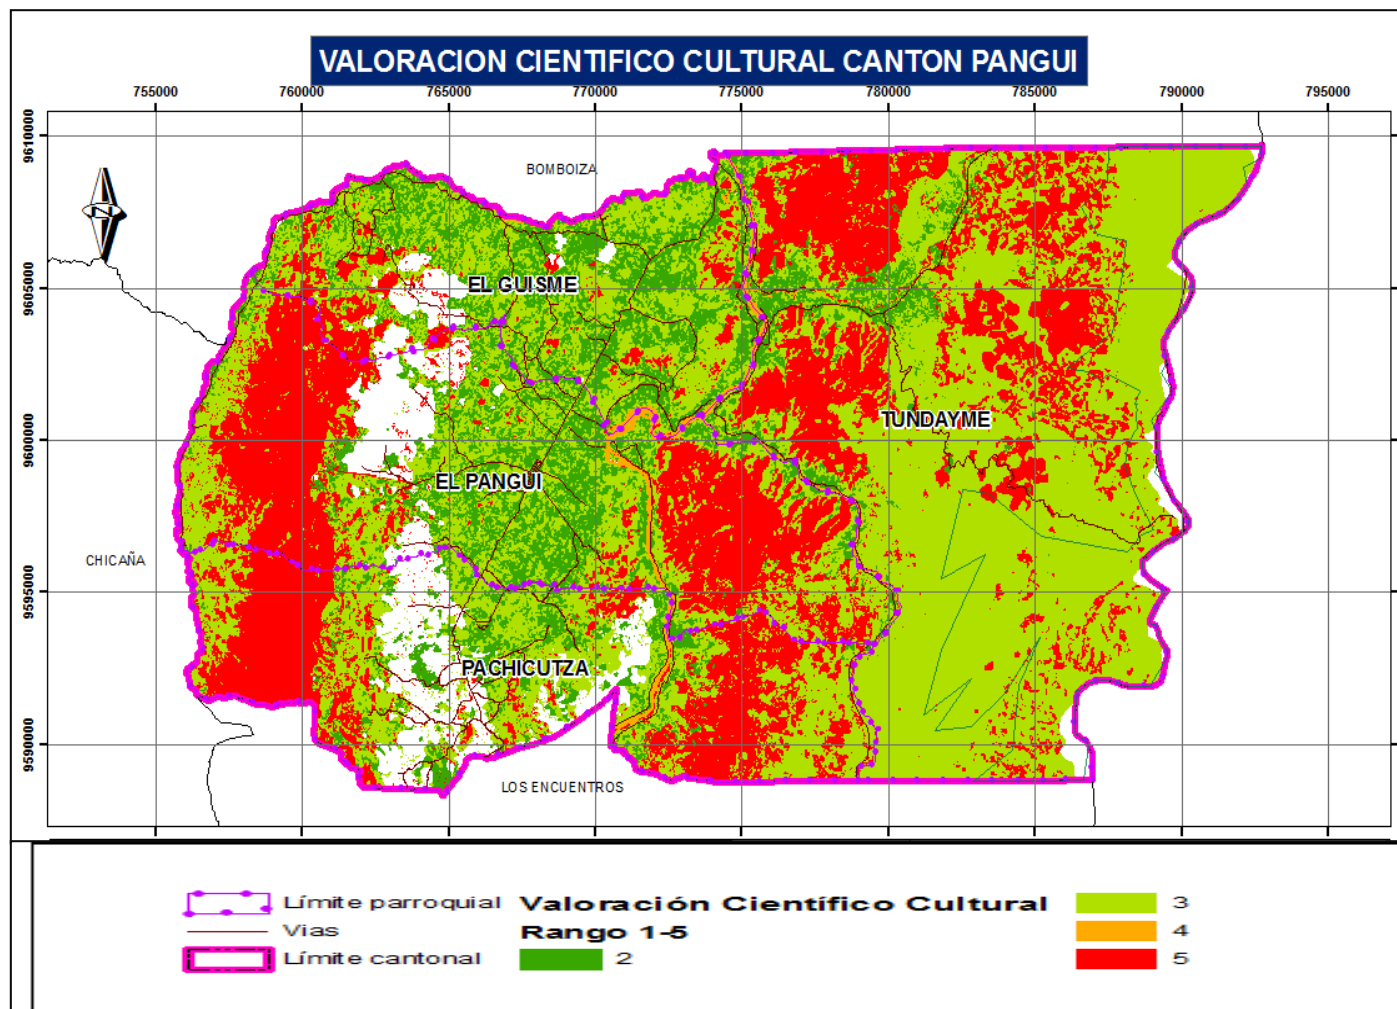 VALORACION CIENTIFICO CULTURAL CANTON PANGUI
755000 760000 765000 770000 775000 780000 785000 790000 795000
9610000
9605000
9600000
9595000
9590000
N
BOMBOIZA
EL GUISME
TUNDAYME
EL PANGUI
CHICAÑA
PACHICUTZA
LOS ENCUENTROS
Límite parroquial
Vias
Límite cantonal
Valoración Científico Cultural
Rango 1-5
2
3
4
5